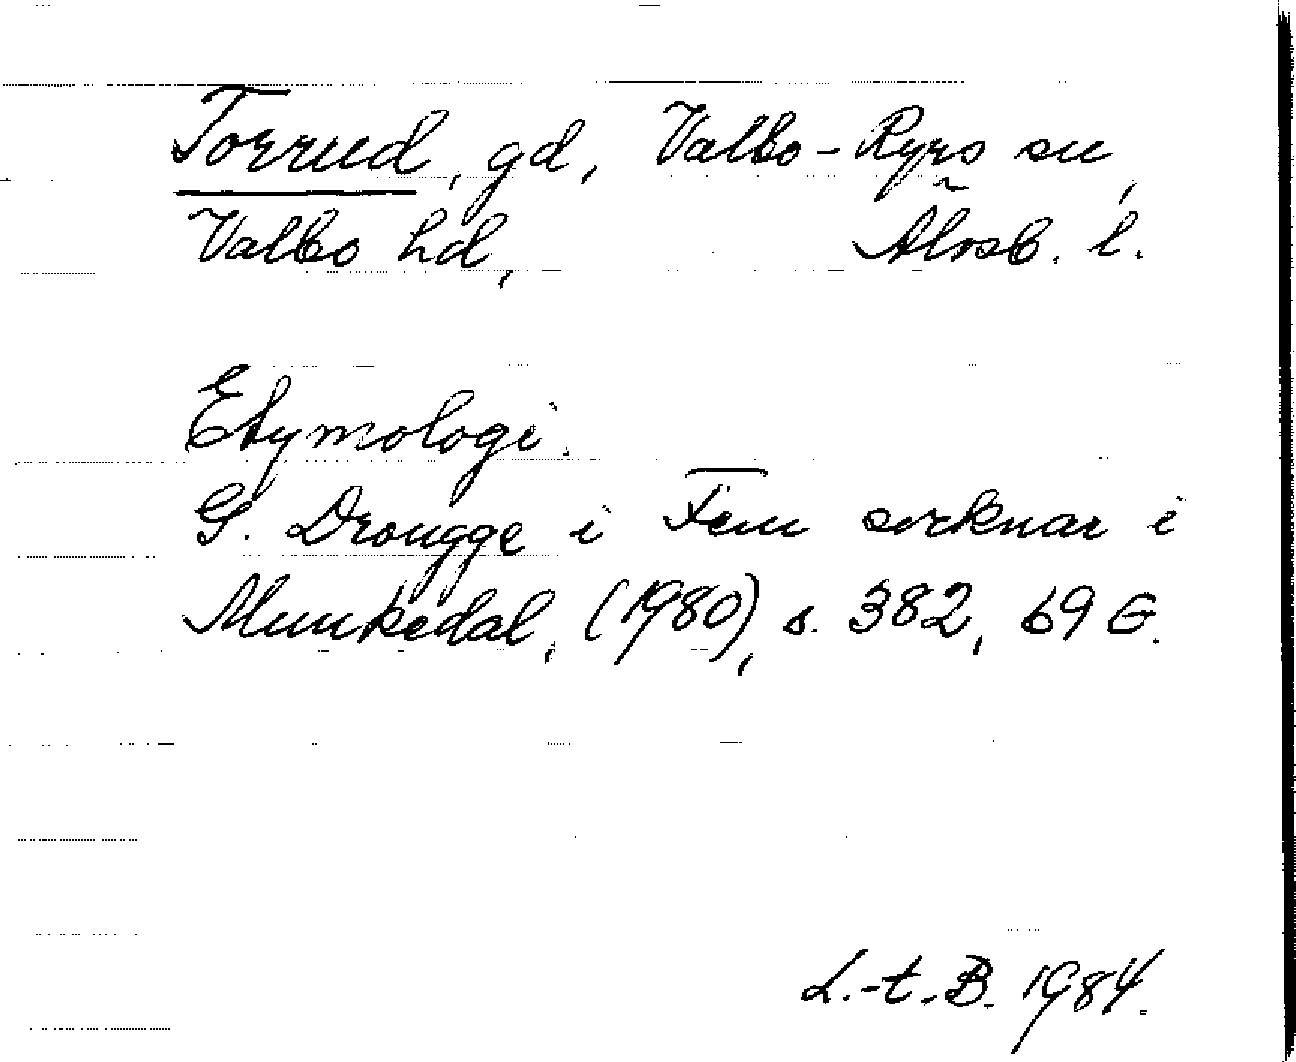 Torrud, gd, Valbo-Ryrs sn,
Valbo hd, Älvsb. l.
Etymologi.
G. Drougge i Fem socknar i
Munkedal, (1980), s. 382, 69 G.
L.-t. B. 1984.